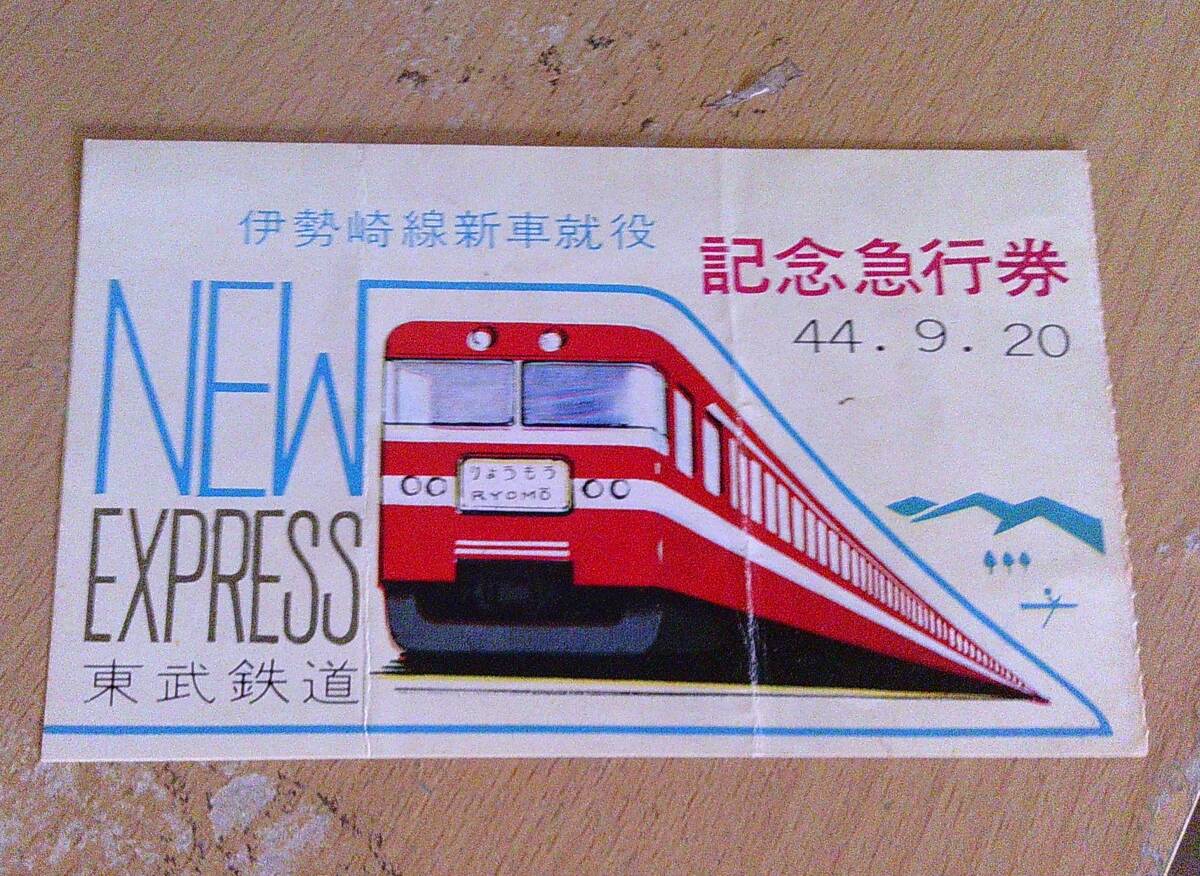 伊勢崎線新車就役
記念急行券
44.9.20
NEW
EXPRESS
東武鉄道
りょうもう
RYOMŌ